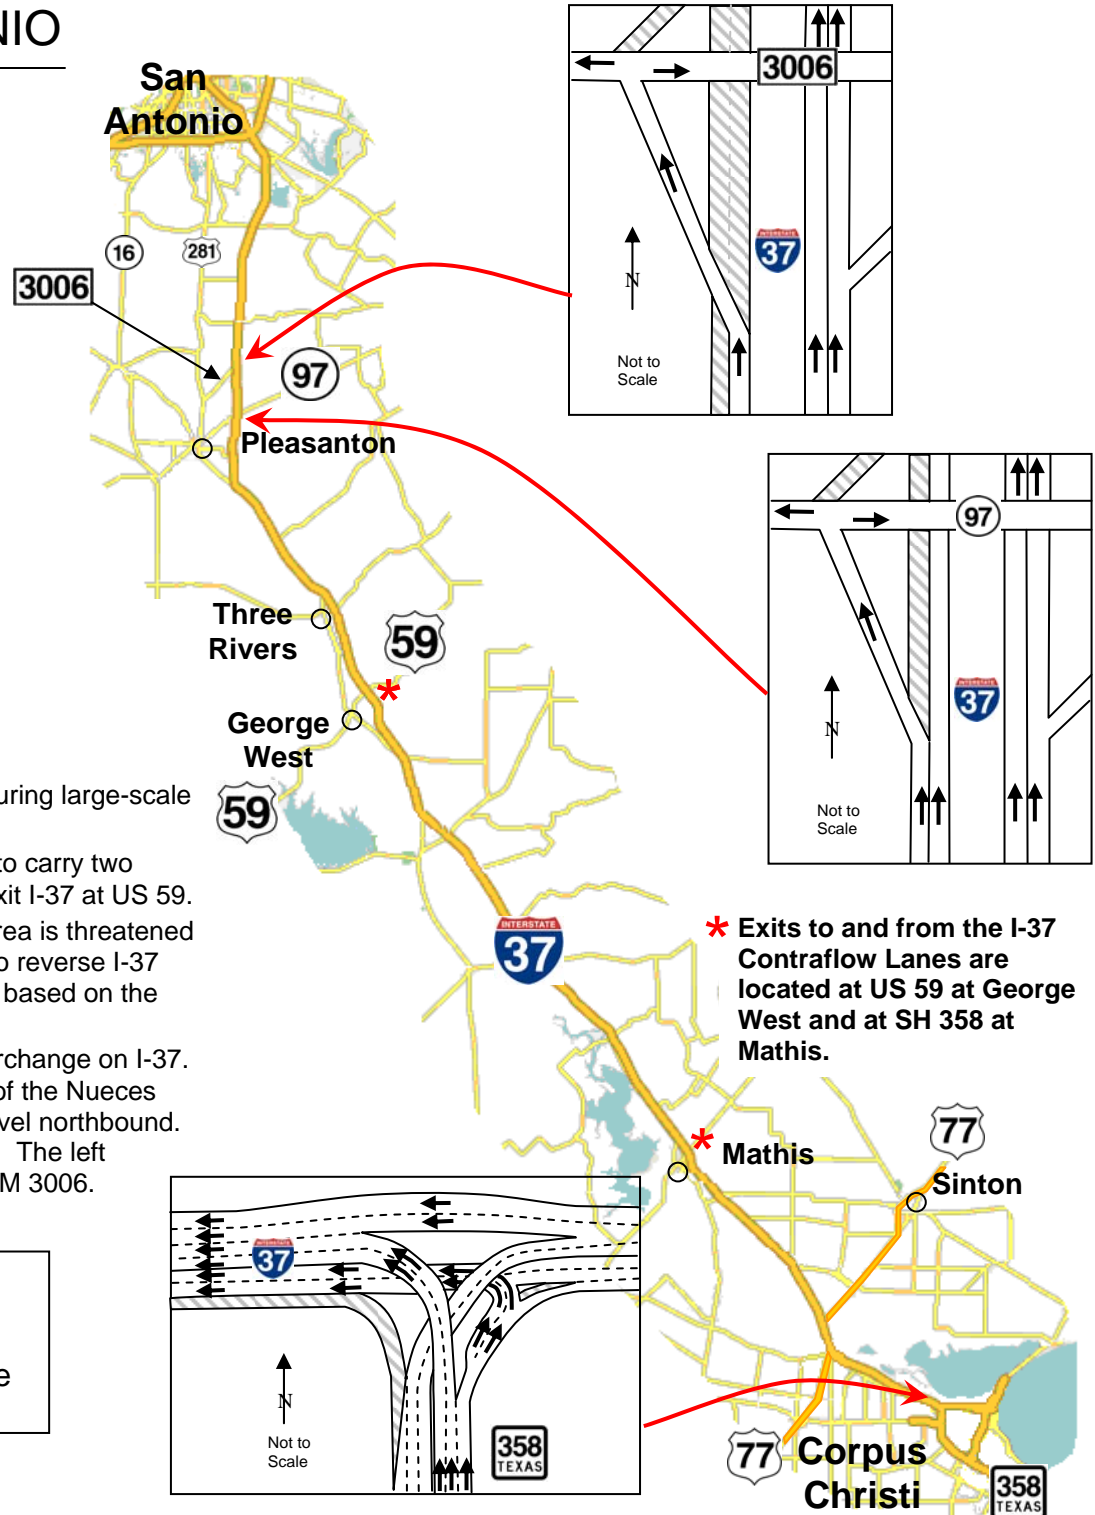 NIO
San
Antonio
16
281
3006
97
Pleasanton
Three
Rivers
59
George
West
59
3006
INTERSTATE
37
N
Not to
Scale
97
INTERSTATE
37
N
Not to
Scale
uring large-scale
to carry two
xit I-37 at US 59.
rea is threatened
o reverse I-37
based on the
rchange on I-37.
of the Nueces
vel northbound.
The left
M 3006.
e
INTERSTATE
37
* Exits to and from the I-37
Contraflow Lanes are
located at US 59 at George
West and at SH 358 at
Mathis.
*
*
Mathis
77
Sinton
INTERSTATE
37
N
Not to
Scale
358
TEXAS
77
Corpus
Christi
358
TEXAS